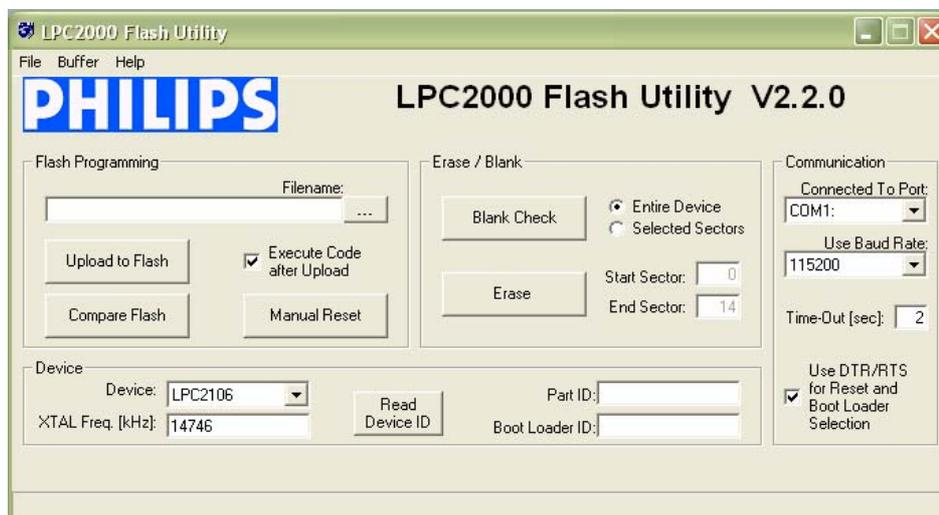 LPC2000 Flash Utility
File Buffer Help
PHILIPS
LPC2000 Flash Utility V2.2.0
Flash Programming
Filename:
...
Upload to Flash
Execute Code
after Upload
Compare Flash
Manual Reset
Erase / Blank
Blank Check
Entire Device
Selected Sectors
Erase
Start Sector: 0
End Sector: 14
Communication
Connected To Port:
COM1:
Use Baud Rate:
115200
Time-Out [sec]: 2
Use DTR/RTS
for Reset and
Boot Loader
Selection
Device
Device: LPC2106
XTAL Freq. [kHz]: 14746
Read
Device ID
Part ID:
Boot Loader ID: